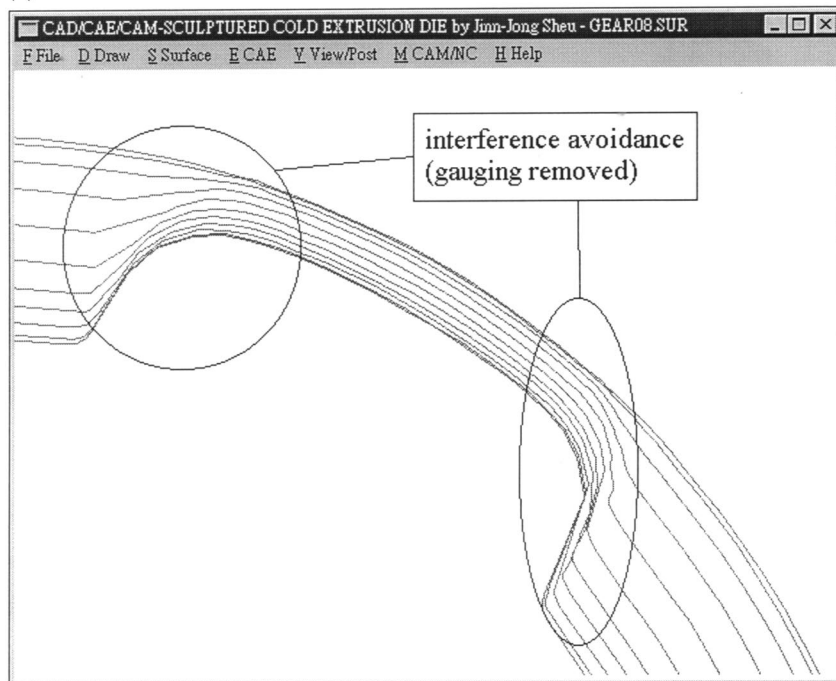 CAD/CAE/CAM-SCULPTURED COLD EXTRUSION DIE by Jinn-Jong Sheu - GEAR08.SUR
F File D Draw S Surface E CAE V View/Post M CAM/NC H Help
interference avoidance
(gauging removed)